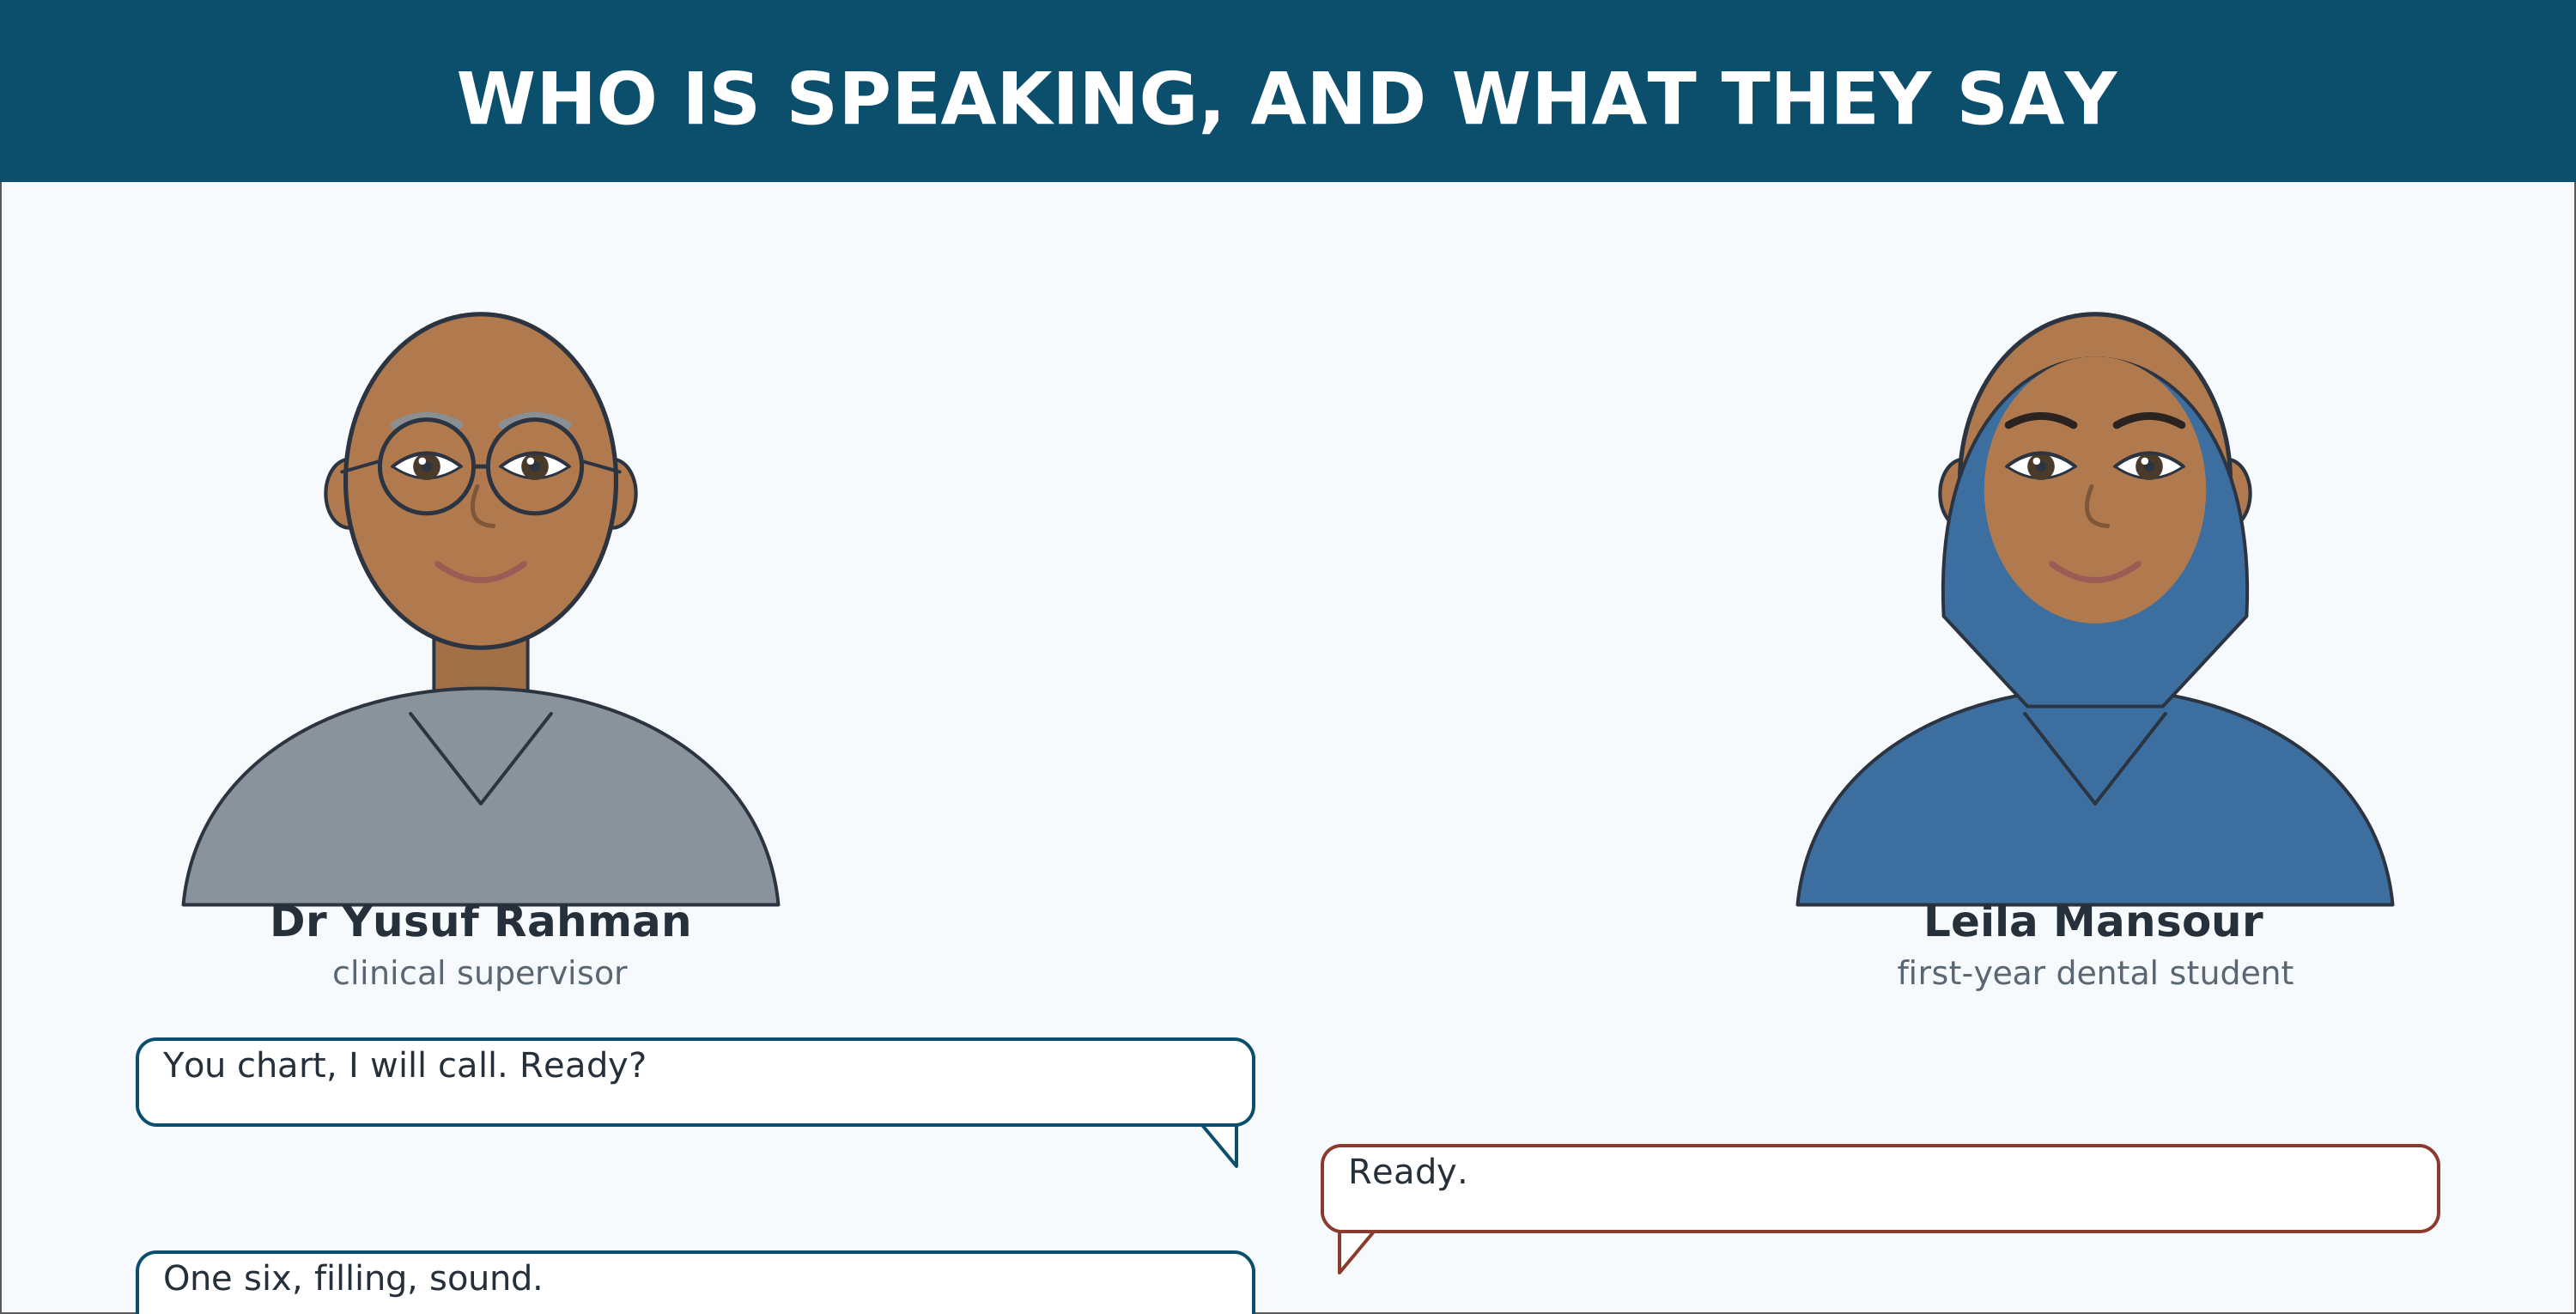 WHO IS SPEAKING, AND WHAT THEY SAY
Dr Yusuf Rahman
clinical supervisor
Leila Mansour
first-year dental student
You chart, I will call. Ready?
Ready.
One six, filling, sound.